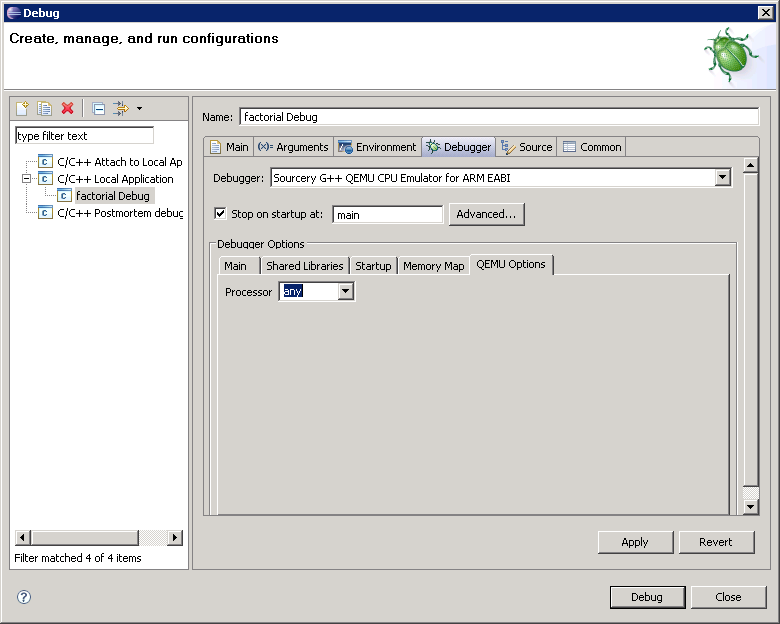 Debug
Create, manage, and run configurations
type filter text
C/C++ Attach to Local Ap
C/C++ Local Application
factorial Debug
C/C++ Postmortem debug
Filter matched 4 of 4 items
Name: factorial Debug
Main Arguments Environment Debugger Source Common
Debugger: Sourcery G++ QEMU CPU Emulator for ARM EABI
Stop on startup at: main Advanced...
Debugger Options
Main Shared Libraries Startup Memory Map QEMU Options
Processor any
Apply Revert
? Debug Close